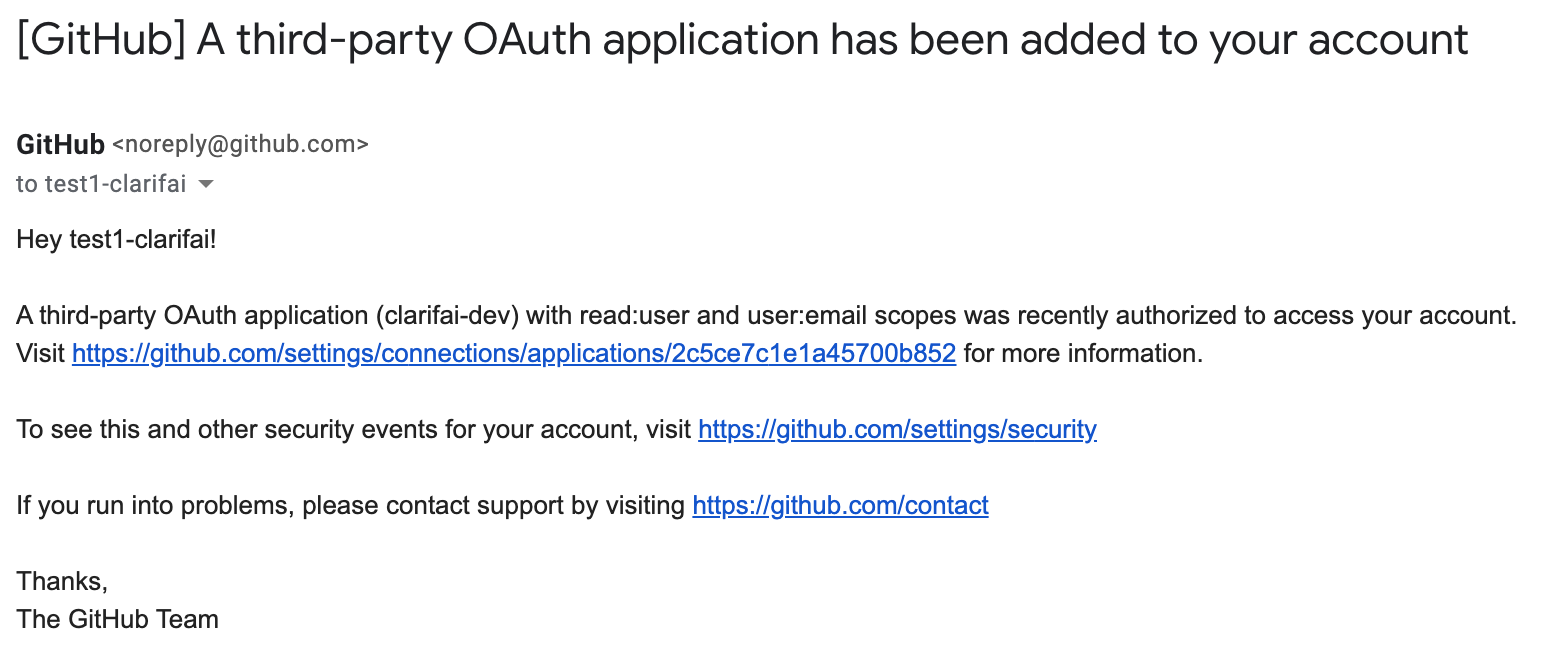 [GitHub] A third-party OAuth application has been added to your account
GitHub <noreply@github.com>
to test1-clarifai
Hey test1-clarifai!
A third-party OAuth application (clarifai-dev) with read:user and user:email scopes was recently authorized to access your account.
Visit https://github.com/settings/connections/applications/2c5ce7c1e1a45700b852 for more information.
To see this and other security events for your account, visit https://github.com/settings/security
If you run into problems, please contact support by visiting https://github.com/contact
Thanks,
The GitHub Team